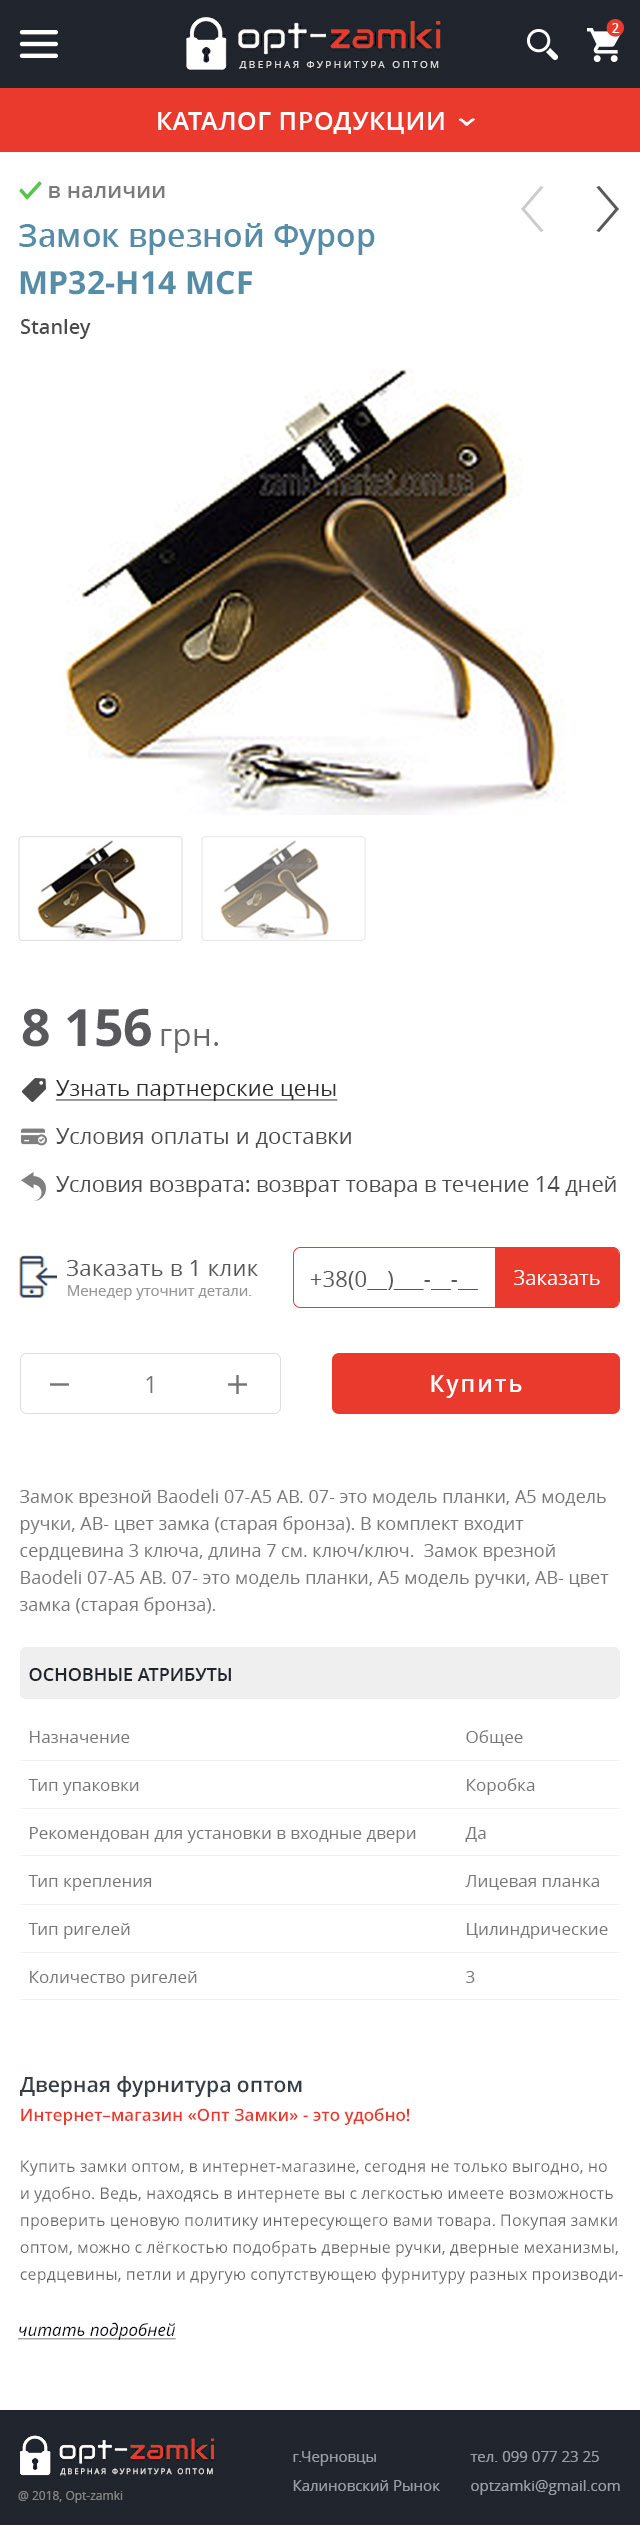 opt-zamki
ДВЕРНАЯ ФУРНИТУРА ОПТОМ
2
КАТАЛОГ ПРОДУКЦИИ
в наличии
Замок врезной Фурор
MP32-H14 MCF
Stanley
zamki-market.com.ua
8 156 грн.
Узнать партнерские цены
Условия оплаты и доставки
Условия возврата: возврат товара в течение 14 дней
Заказать в 1 клик
Менедер уточнит детали.
+38(0__)___-__-__
Заказать
1
Купить
Замок врезной Baodeli 07-A5 AB. 07- это модель планки, А5 модель
ручки, АВ- цвет замка (старая бронза). В комплект входит
сердцевина 3 ключа, длина 7 см. ключ/ключ. Замок врезной
Baodeli 07-A5 AB. 07- это модель планки, А5 модель ручки, АВ- цвет
замка (старая бронза).
ОСНОВНЫЕ АТРИБУТЫ
Назначение Общее
Тип упаковки Коробка
Рекомендован для установки в входные двери Да
Тип крепления Лицевая планка
Тип ригелей Цилиндрические
Количество ригелей 3
Дверная фурнитура оптом
Интернет–магазин «Опт Замки» - это удобно!
Купить замки оптом, в интернет-магазине, сегодня не только выгодно, но
и удобно. Ведь, находясь в интернете вы с легкостью имеете возможность
проверить ценовую политику интересующего вами товара. Покупая замки
оптом, можно с лёгкостью подобрать дверные ручки, дверные механизмы,
сердцевины, петли и другую сопутствующею фурнитуру разных производи-
читать подробней
opt-zamki
ДВЕРНАЯ ФУРНИТУРА ОПТОМ
@ 2018, Opt-zamki
г.Черновцы
Калиновский Рынок
тел. 099 077 23 25
optzamki@gmail.com